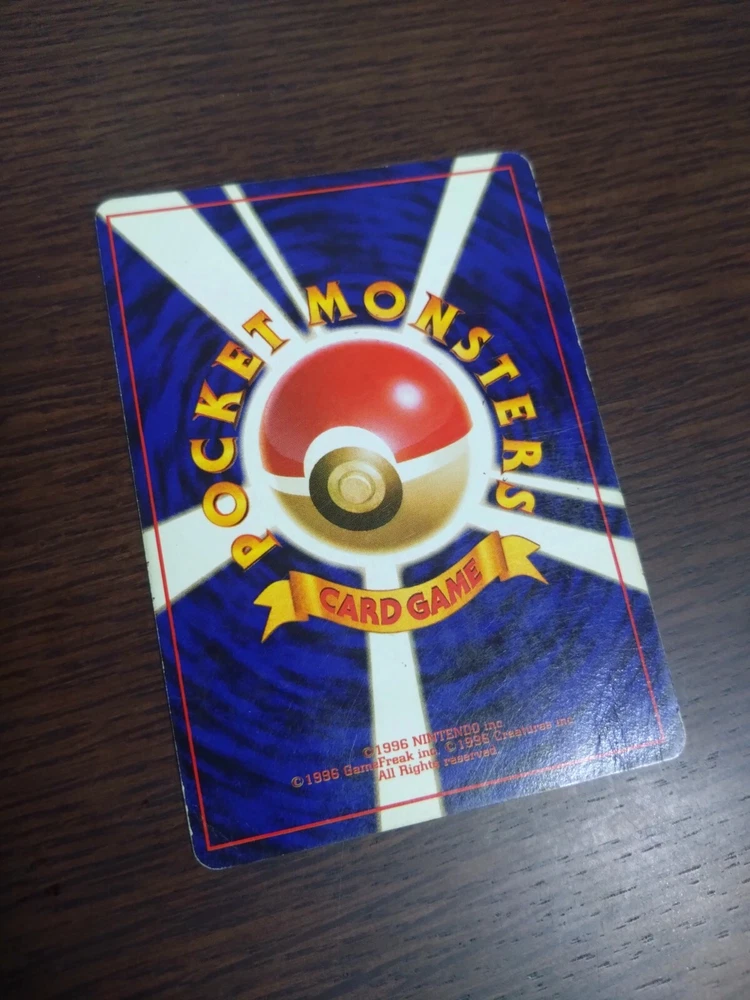 POCKET MONSTERS
CARD GAME
©1996 NINTENDO inc.
©1996 GameFreak inc. ©1996 Creatures inc.
All Rights reserved